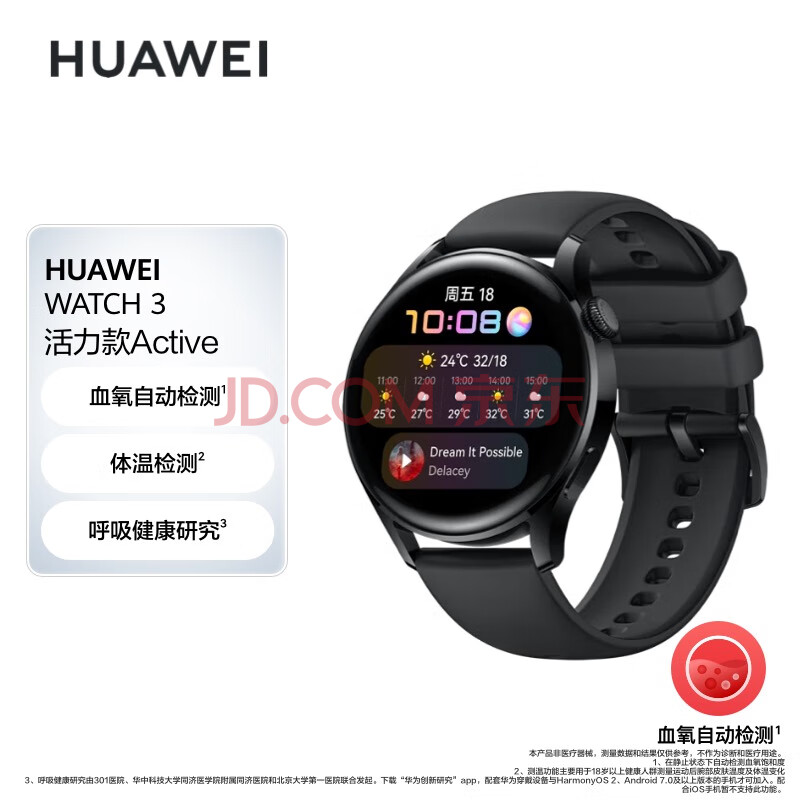 HUAWEI
HUAWEI
WATCH 3
活力款Active
血氧自动检测¹
体温检测²
呼吸健康研究³
周五 18
10:08
24℃ 32/18
11:00 12:00 13:00 14:00 15:00
25℃ 27℃ 29℃ 32℃ 31℃
Dream It Possible
Delacey
JD.COM 京东
血氧自动检测¹
本产品非医疗器械，测量数据和结果仅供参考，不作为诊断和医疗用途。
1、在静止状态下自动检测血氧饱和度
2、测温功能主要用于18岁以上健康人群测量运动后腕部皮肤温度及体温变化
3、呼吸健康研究由301医院、华中科技大学同济医学院附属同济医院和北京大学第一医院联合发起。下载“华为创新研究”app，配套华为穿戴设备与HarmonyOS 2、Android 7.0及以上版本的手机才可加入。配
合iOS手机暂不支持此功能。